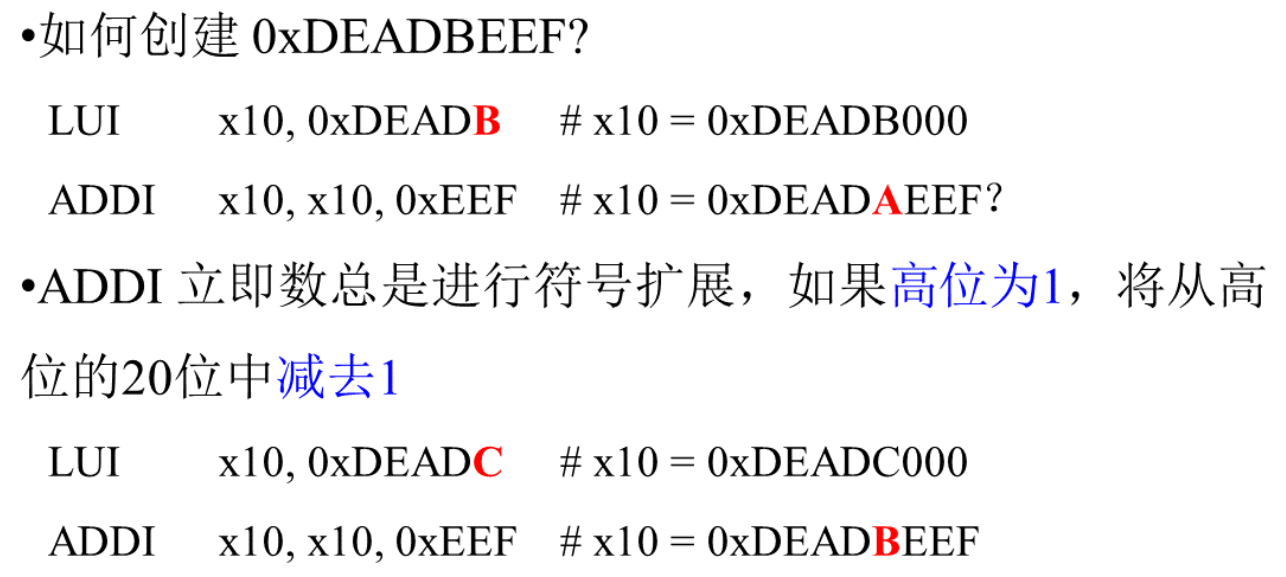 •如何创建 0xDEADBEEF?
LUI x10, 0xDEADB # x10 = 0xDEADB000
ADDI x10, x10, 0xEEF # x10 = 0xDEADAEEF？
•ADDI 立即数总是进行符号扩展，如果高位为1，将从高
位的20位中减去1
LUI x10, 0xDEADC # x10 = 0xDEADC000
ADDI x10, x10, 0xEEF # x10 = 0xDEADBEEF